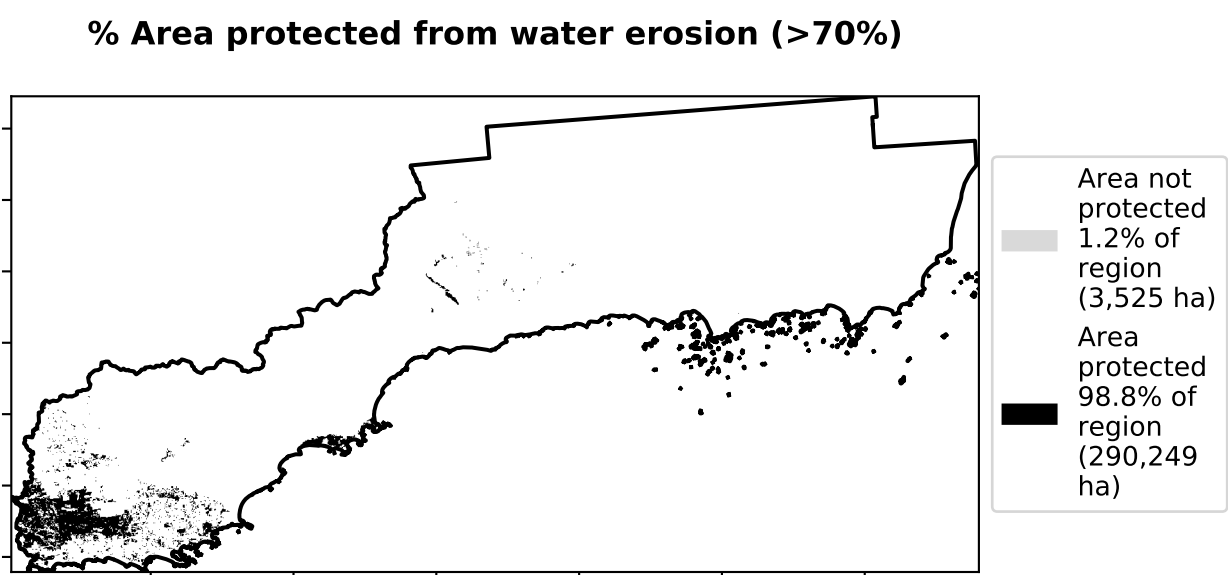 % Area protected from water erosion (>70%)
Area not
protected
1.2% of
region
(3,525 ha)
Area
protected
98.8% of
region
(290,249
ha)